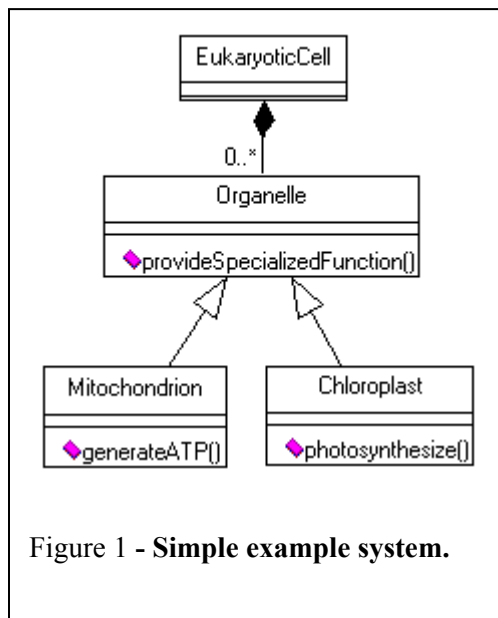 EukaryoticCell
0..*
Organelle
provideSpecializedFunction()
Mitochondrion
Chloroplast
generateATP()
photosynthesize()
Figure 1 - Simple example system.